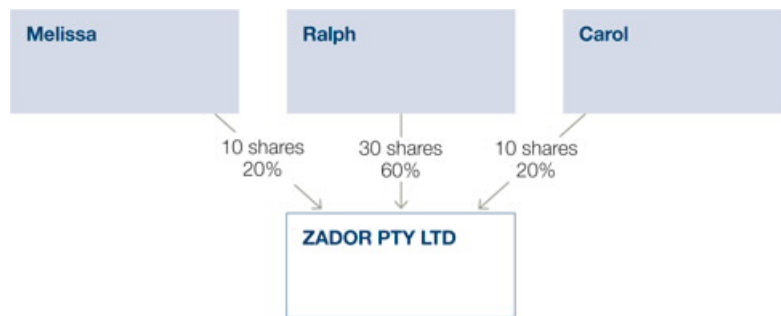 Melissa
Ralph
Carol
10 shares
20%
30 shares
60%
10 shares
20%
ZADOR PTY LTD